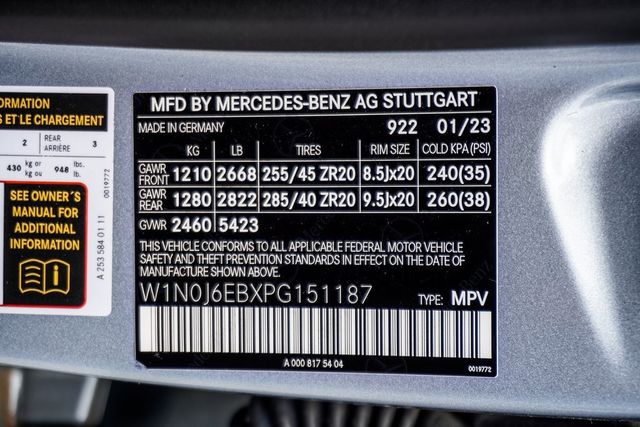 ORMATION
S ET LE CHARGEMENT
2 REAR ARRIÈRE 3
430 kg or kg ou 948 lbs. lb.
SEE OWNER'S
MANUAL FOR
ADDITIONAL
INFORMATION
A 253 584 01 11
0019772
MFD BY MERCEDES-BENZ AG STUTTGART
MADE IN GERMANY 922 01/23
KG LB TIRES RIM SIZE COLD KPA(PSI)
GAWR FRONT 1210 2668 255/45 ZR20 8.5Jx20 240(35)
GAWR REAR 1280 2822 285/40 ZR20 9.5Jx20 260(38)
GVWR 2460 5423
THIS VEHICLE CONFORMS TO ALL APPLICABLE FEDERAL MOTOR VEHICLE
SAFETY AND THEFT PREVENTION STANDARDS IN EFFECT ON THE DATE OF
MANUFACTURE SHOWN ABOVE.
W1N0J6EBXPG151187 TYPE: MPV
A 000 817 54 04
0019772